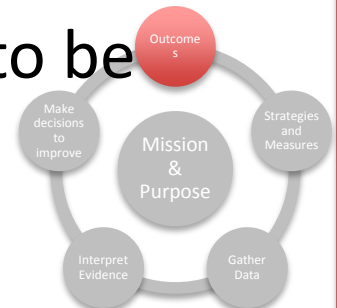 to be
Outcome
s
Strategies
and
Measures
Gather
Data
Interpret
Evidence
Make
decisions
to
improve
Mission
&
Purpose